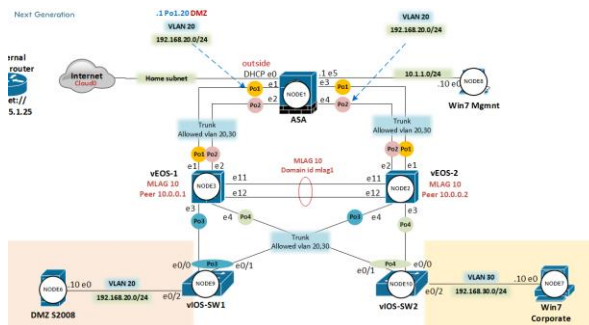 Next Generation
.1 Po1.20 DMZ
VLAN 20
192.168.20.0/24
VLAN 20
192.168.20.0/24
router
5.1.25
Internet
Cloud0
Home subnet
outside
DHCP e0
e1
e2
Po1
Po2
NODE1
ASA
.1 e5
e3
e4
Po1
Po2
10.1.1.0/24
.10 e0
NODE8
Win7 Mgmnt
Trunk
Allowed vlan 20,30
Trunk
Allowed vlan 20,30
Po1 Po2
e1 e2
Po2 Po1
e2 e1
vEOS-1
MLAG 10
Peer 10.0.0.1
NODE3
e11
e12
MLAG 10
Domain id mlag1
e11
e12
NODE2
vEOS-2
MLAG 10
Peer 10.0.0.2
e3
Po3
e4
Po4
Po3
e4
e3
Po4
Trunk
Allowed vlan 20,30
e0/0
Po3
e0/1
NODE9
e0/2
vIOS-SW1
e0/1
Po4
e0/0
NODE10
e0/2
vIOS-SW2
NODE6
.10 e0
VLAN 20
192.168.20.0/24
DMZ S2008
VLAN 30
192.168.30.0/24
.10 e0
NODE7
Win7
Corporate